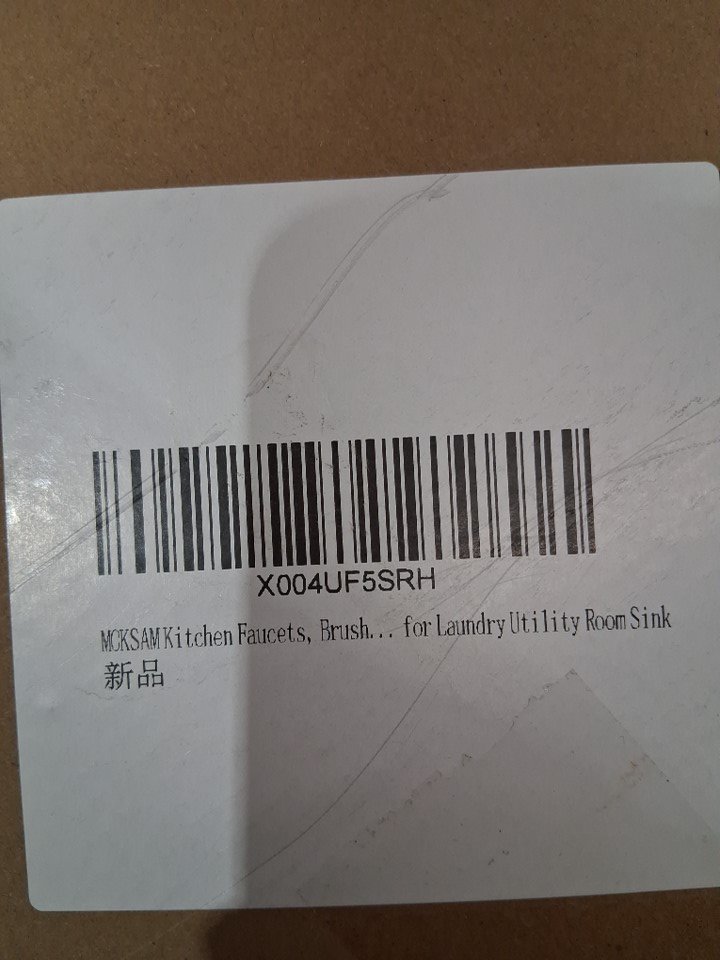 X004UF5SRH
MCKSAM Kitchen Faucets, Brush... for Laundry Utility Room Sink
新品